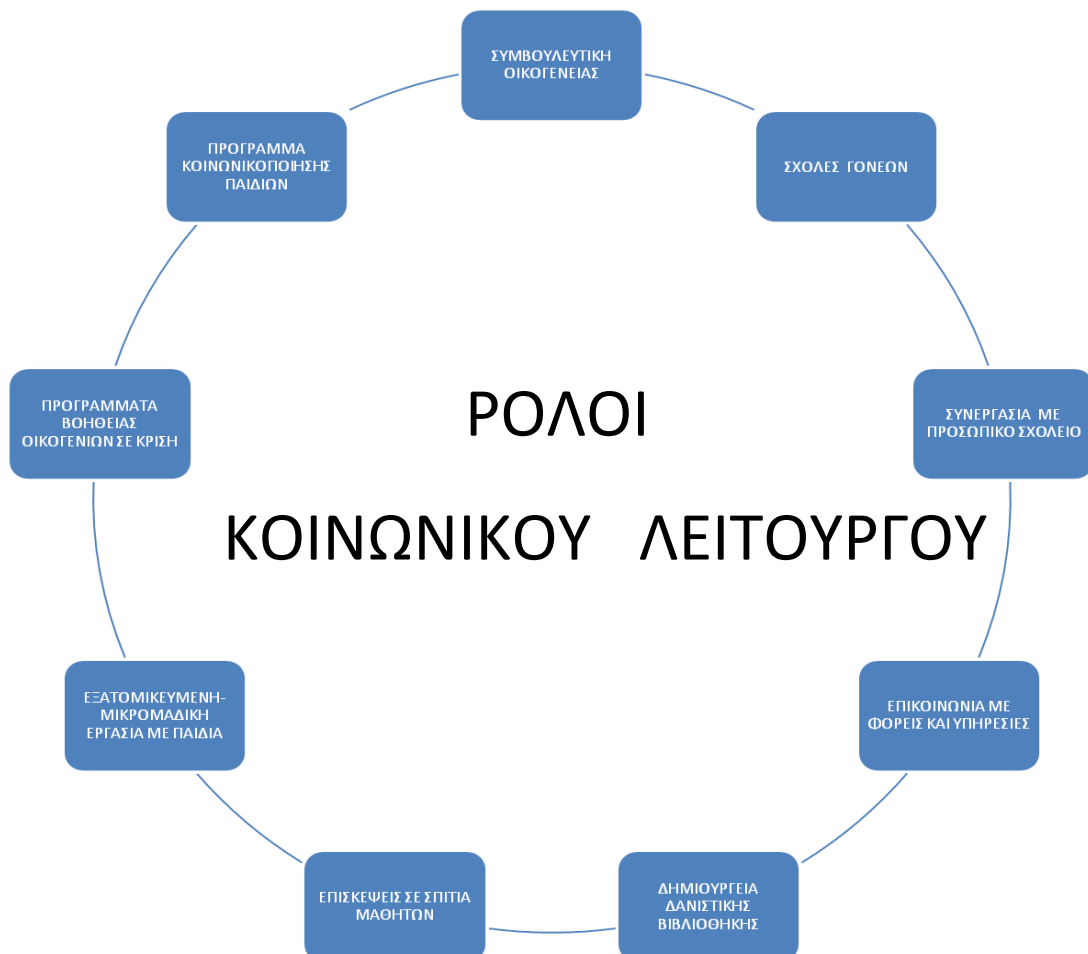 ΣΥΜΒΟΥΛΕΥΤΙΚΗ
ΟΙΚΟΓΕΝΕΙΑΣ
ΣΧΟΛΕΣ ΓΟΝΕΩΝ
ΣΥΝΕΡΓΑΣΙΑ ΜΕ
ΠΡΟΣΩΠΙΚΟ ΣΧΟΛΕΙΟ
ΕΠΙΚΟΙΝΩΝΙΑ ΜΕ
ΦΟΡΕΙΣ ΚΑΙ ΥΠΗΡΕΣΙΕΣ
ΔΗΜΙΟΥΡΓΕΙΑ
ΔΑΝΙΣΤΙΚΗΣ
ΒΙΒΛΙΟΘΗΚΗΣ
ΕΠΙΣΚΕΨΕΙΣ ΣΕ ΣΠΙΤΙΑ
ΜΑΘΗΤΩΝ
ΕΞΑΤΟΜΙΚΕΥΜΕΝΗ-
ΜΙΚΡΟΜΑΔΙΚΗ
ΕΡΓΑΣΙΑ ΜΕ ΠΑΙΔΙΑ
ΠΡΟΓΡΑΜΜΑΤΑ
ΒΟΗΘΕΙΑΣ
ΟΙΚΟΓΕΝΙΩΝ ΣΕ ΚΡΙΣΗ
ΠΡΟΓΡΑΜΜΑ
ΚΟΙΝΩΝΙΚΟΠΟΙΗΣΗΣ
ΠΑΙΔΙΩΝ
ΡΟΛΟΙ
ΚΟΙΝΩΝΙΚΟΥ ΛΕΙΤΟΥΡΓΟΥ